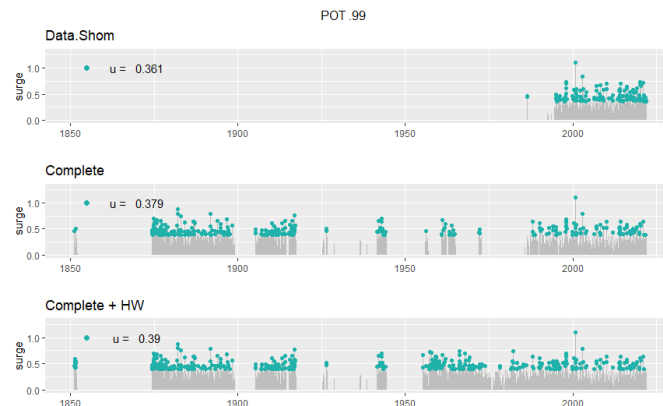 POT .99
Data.Shom
surge
1.0
0.5
0.0
u = 0.361
1850 1900 1950 2000
Complete
surge
1.0
0.5
0.0
u = 0.379
1850 1900 1950 2000
Complete + HW
surge
1.0
0.5
0.0
u = 0.39
1850 1900 1950 2000